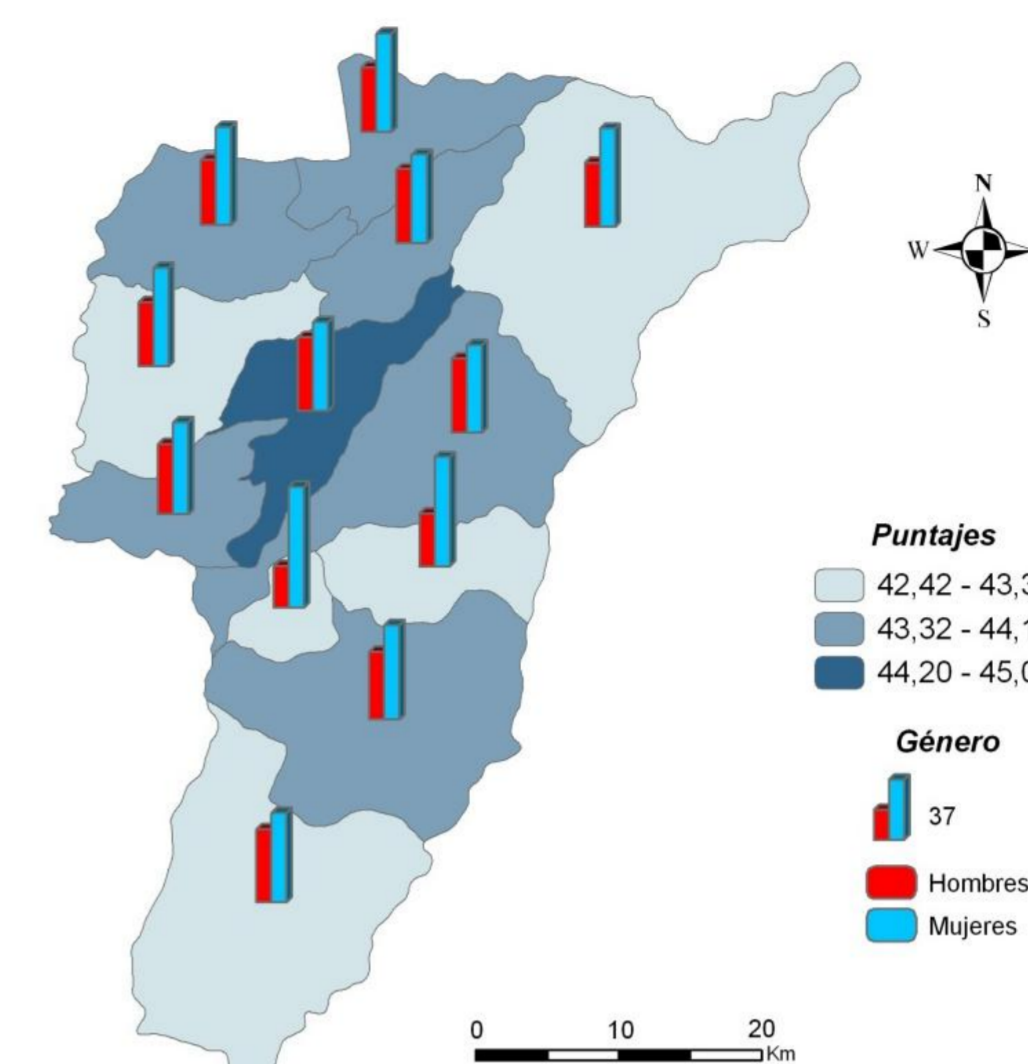 N
W
S
Puntajes
42,42 - 43,3
43,32 - 44,1
44,20 - 45,0
Género
37
Hombres
Mujeres
0 10 20
Km